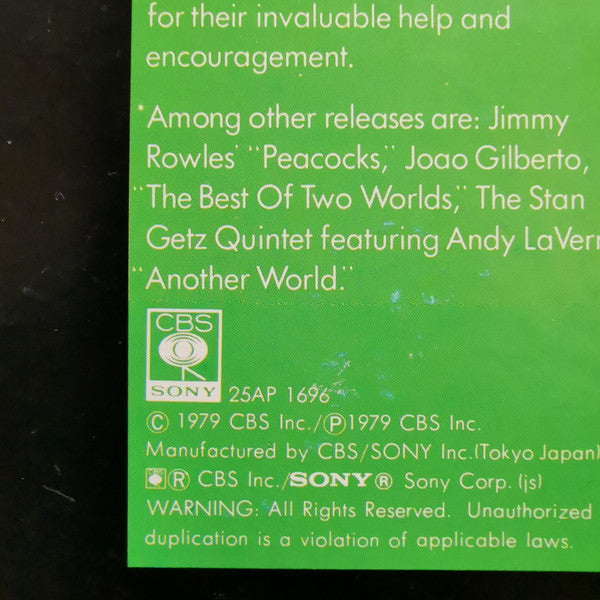 for their invaluable help and
encouragement.
*Among other releases are: Jimmy
Rowles' "Peacocks," Joao Gilberto,
"The Best Of Two Worlds," The Stan
Getz Quintet featuring Andy LaVern
"Another World."
CBS
SONY 25AP 1696
© 1979 CBS Inc./℗1979 CBS Inc.
Manufactured by CBS/SONY Inc.(Tokyo Japan)
® CBS Inc./SONY® Sony Corp. (js)
WARNING: All Rights Reserved. Unauthorized
duplication is a violation of applicable laws.